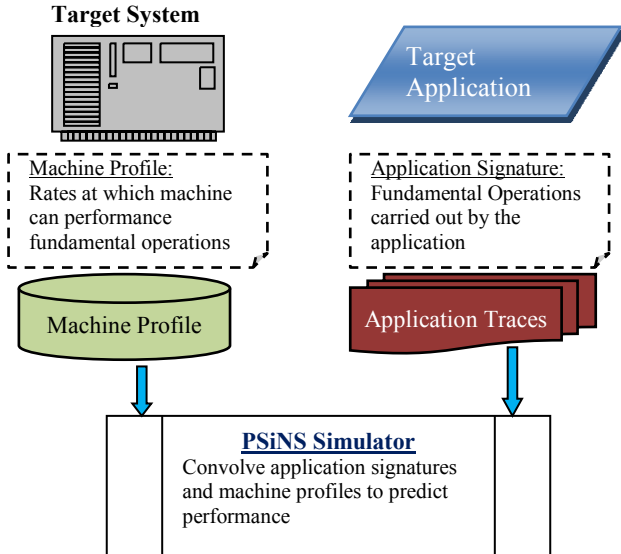 Target System
Target
Application
Machine Profile:
Rates at which machine
can performance
fundamental operations
Application Signature:
Fundamental Operations
carried out by the
application
Machine Profile
Application Traces
PSiNS Simulator
Convolve application signatures
and machine profiles to predict
performance